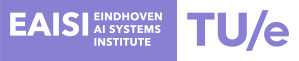 EAISI
EINDHOVEN
AI SYSTEMS
INSTITUTE
TU/e